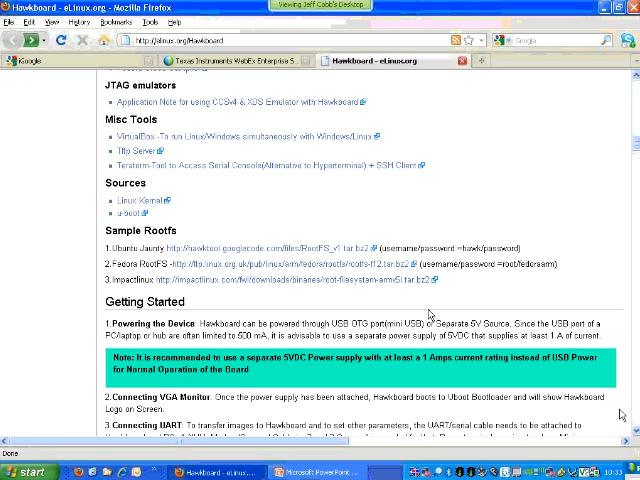 Hawkboard - eLinux.org - Mozilla Firefox
Viewing Jeff Cobb's Desktop
File Edit View History Bookmarks Tools Help
http://elinux.org/Hawkboard
Google
iGoogle
Texas Instruments WebEx Enterprise S...
Hawkboard - eLinux.org
JTAG emulators
Application Note for using CCSv4 & XDS Emulator with Hawkboard
Misc Tools
VirtualBox -To run Linux/Windows simultaneously with Windows/Linux
Tftp Server
Teraterm-Tool to Access Serial Console(Alternative to Hyperterminal) + SSH Client
Sources
Linux Kernel
u-boot
Sample Rootfs
1.Ubuntu Jaunty http://hawktool.googlecode.com/files/RootFS_v1.tar.bz2 (username/password =hawk/password)
2.Fedora RootFS -http://ftp.linux.org.uk/pub/linux/arm/fedora/rootfs/rootfs-f12.tar.bz2 (username/password =root/fedoraarm)
3.Impactlinux http://impactlinux.com/fwl/downloads/binaries/root-filesystem-armv5l.tar.bz2
Getting Started
1.Powering the Device: Hawkboard can be powered through USB OTG port(mini USB) or Separate 5V Source. Since the USB port of a
PC/laptop or hub are often limited to 500 mA, it is advisable to use a separate power supply of 5VDC that supplies at least 1 A of current.
Note: It is recommended to use a separate 5VDC Power supply with at least a 1 Amps current rating instead of USB Power
for Normal Operation of the Board
2.Connecting VGA Monitor: Once the power supply has been attached, Hawkboard boots to Uboot Bootloader and will show Hawkboard
Logo on Screen.
3.Connecting UART: To transfer images to Hawkboard and to set other parameters, the UART/serial cable needs to be attached to
Done
start
Hawkboard - eLinux....
Microsoft PowerPoint ...
10:33